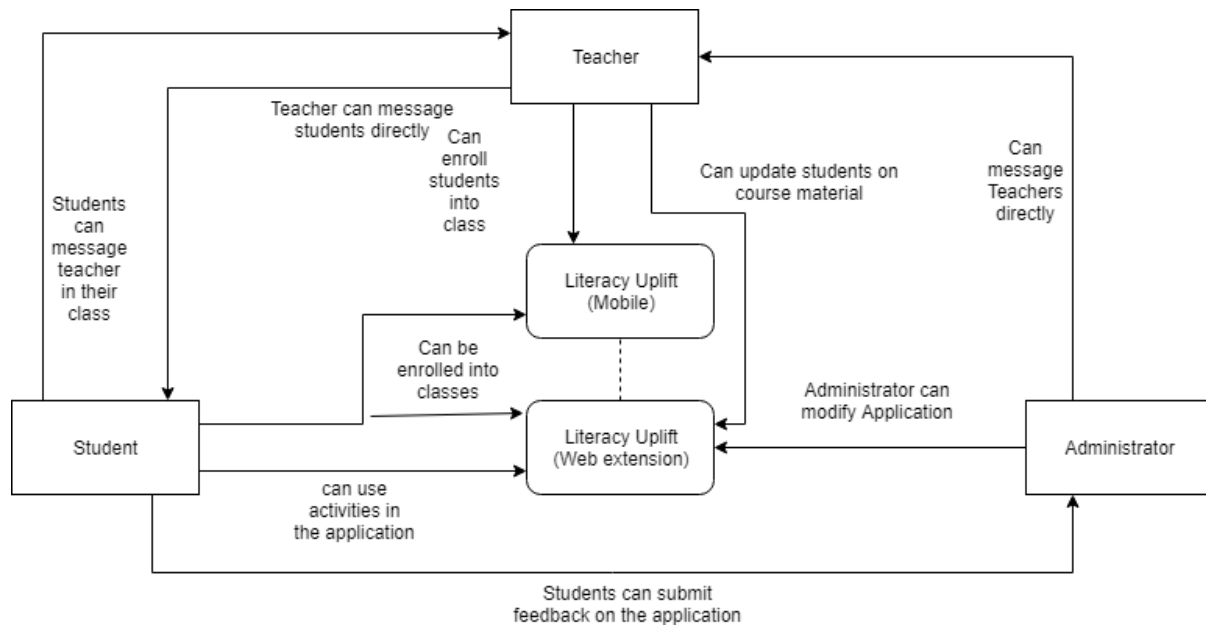 Teacher
Teacher can message
students directly
Can
enroll
students
into
class
Can update students on
course material
Can
message
Teachers
directly
Students
can
message
teacher
in their
class
Literacy Uplift
(Mobile)
Can be
enrolled into
classes
Administrator can
modify Application
Student
Literacy Uplift
(Web extension)
Administrator
can use
activities in
the application
Students can submit
feedback on the application